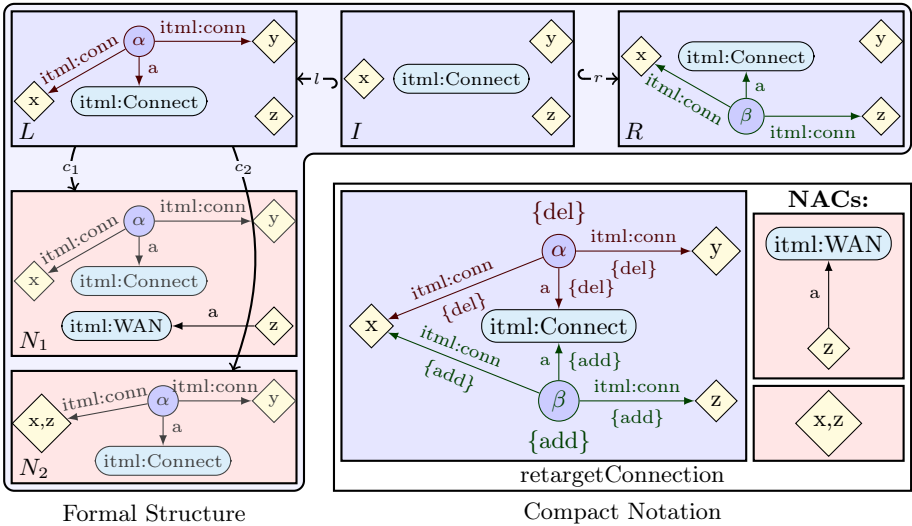 itml:conn
α
itml:conn
y
a
x
itml:Connect
z
L
l
y
x
itml:Connect
z
I
r
y
x
itml:Connect
itml:conn
a
β
z
itml:conn
R
c₁
c₂
itml:conn
α
itml:conn
y
a
x
itml:Connect
itml:WAN
a
z
N₁
itml:conn
α
itml:conn
y
x,z
a
itml:Connect
N₂
Formal Structure
{del}
α
itml:conn
y
{del}
itml:conn
{del}
a
{del}
x
itml:Connect
itml:conn
{add}
a
{add}
β
itml:conn
z
{add}
{add}
NACs:
itml:WAN
a
z
x,z
retargetConnection
Compact Notation